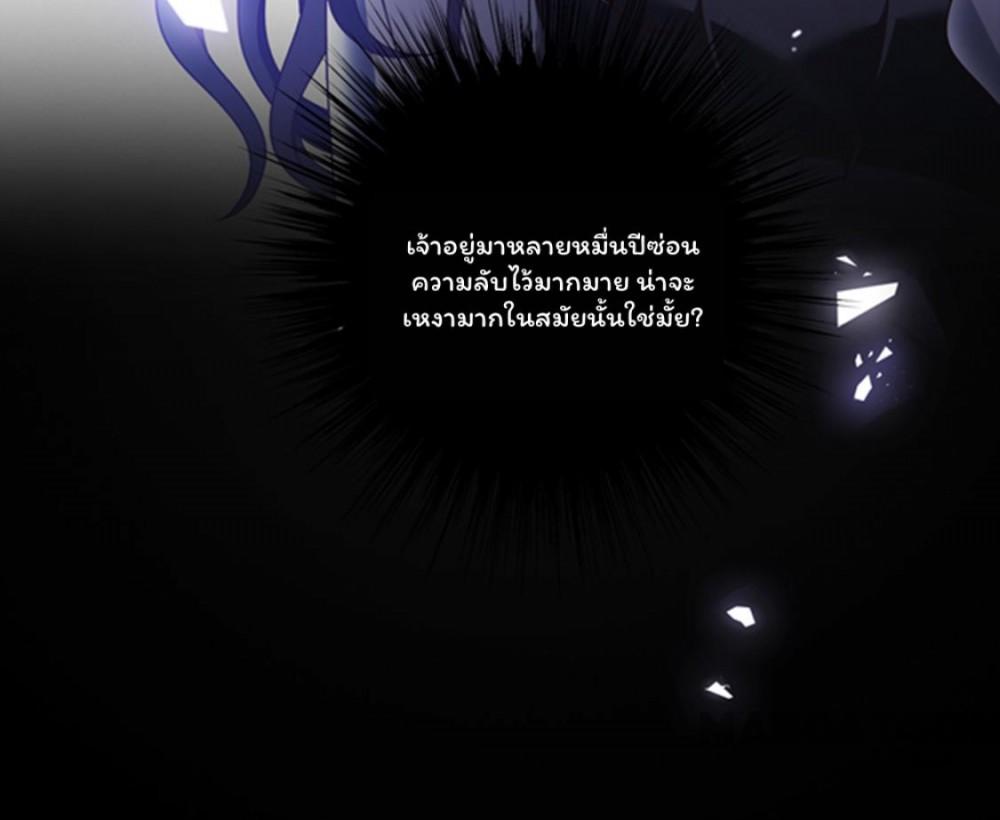 เจ้าอยู่มาหลายหมื่นปีซ่อน
ความลับไว้มากมาย น่าจะ
เหงามากในสมัยนั้นใช่มั้ย?